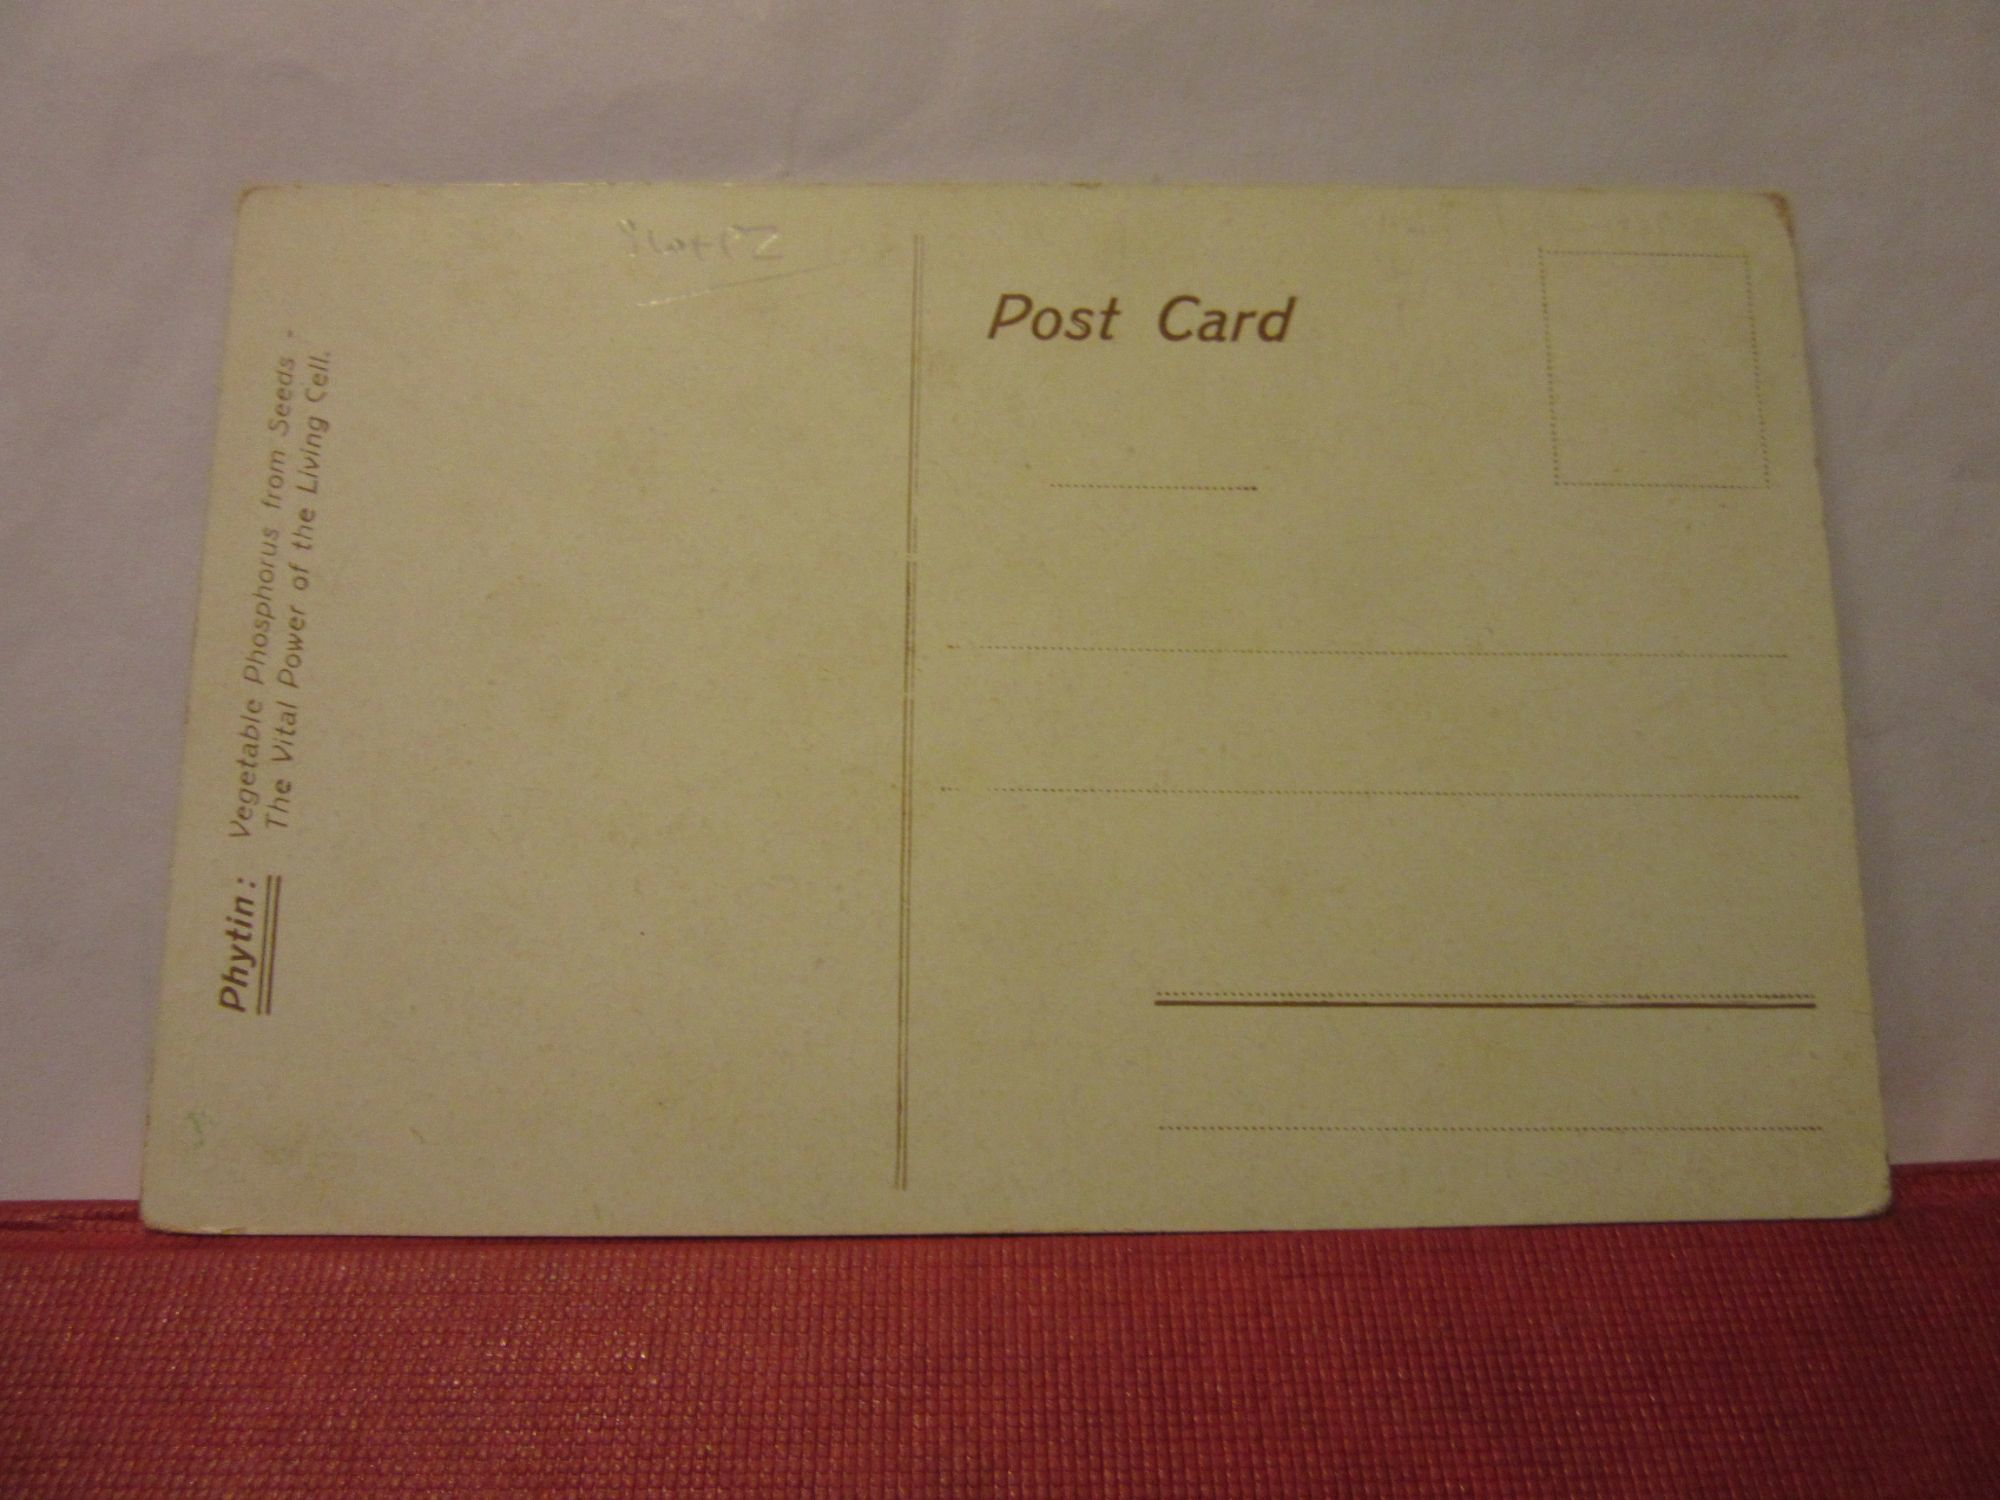 Post Card
Phytin: Vegetable Phosphorus from Seeds -
The Vital Power of the Living Cell.